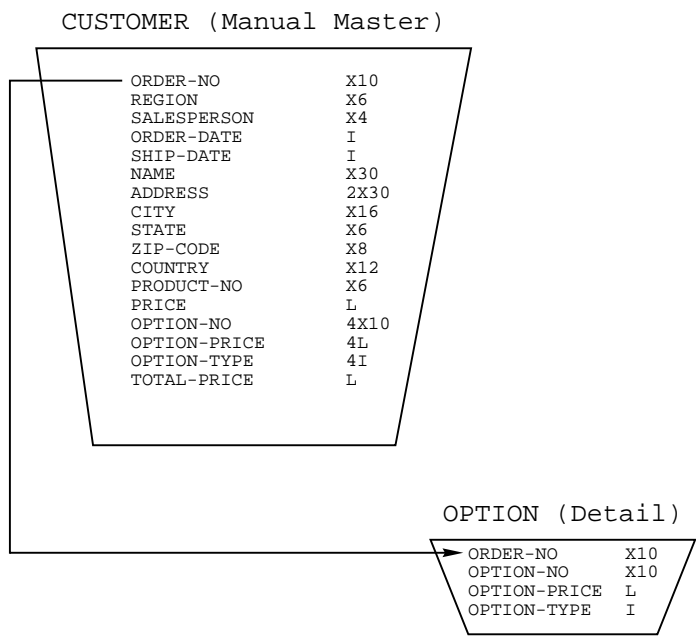 CUSTOMER (Manual Master)
ORDER-NO X10
REGION X6
SALESPERSON X4
ORDER-DATE I
SHIP-DATE I
NAME X30
ADDRESS 2X30
CITY X16
STATE X6
ZIP-CODE X8
COUNTRY X12
PRODUCT-NO X6
PRICE L
OPTION-NO 4X10
OPTION-PRICE 4L
OPTION-TYPE 4I
TOTAL-PRICE L
OPTION (Detail)
ORDER-NO X10
OPTION-NO X10
OPTION-PRICE L
OPTION-TYPE I